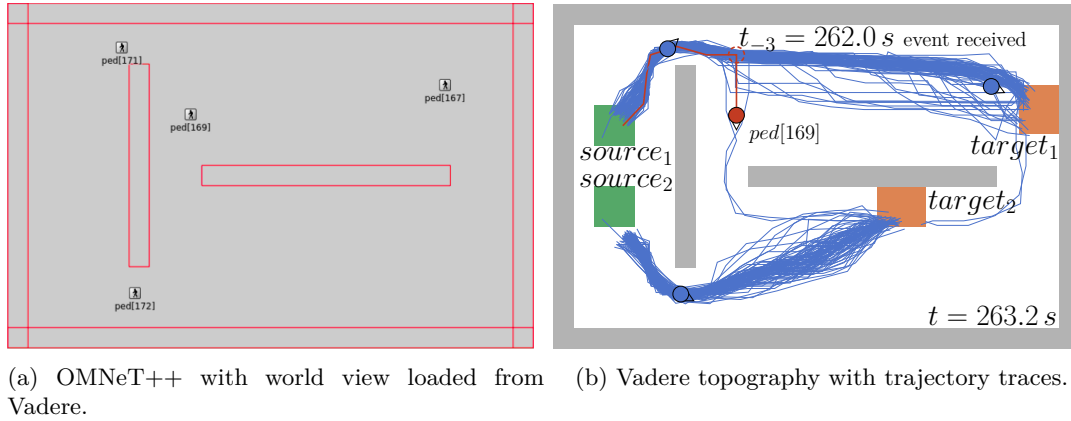 ped[171]
ped[167]
ped[169]
ped[172]
t₋₃ = 262.0 s event received
ped[169]
source₁
target₁
source₂
target₂
t = 263.2 s
(a) OMNeT++ with world view loaded from
Vadere.
(b) Vadere topography with trajectory traces.